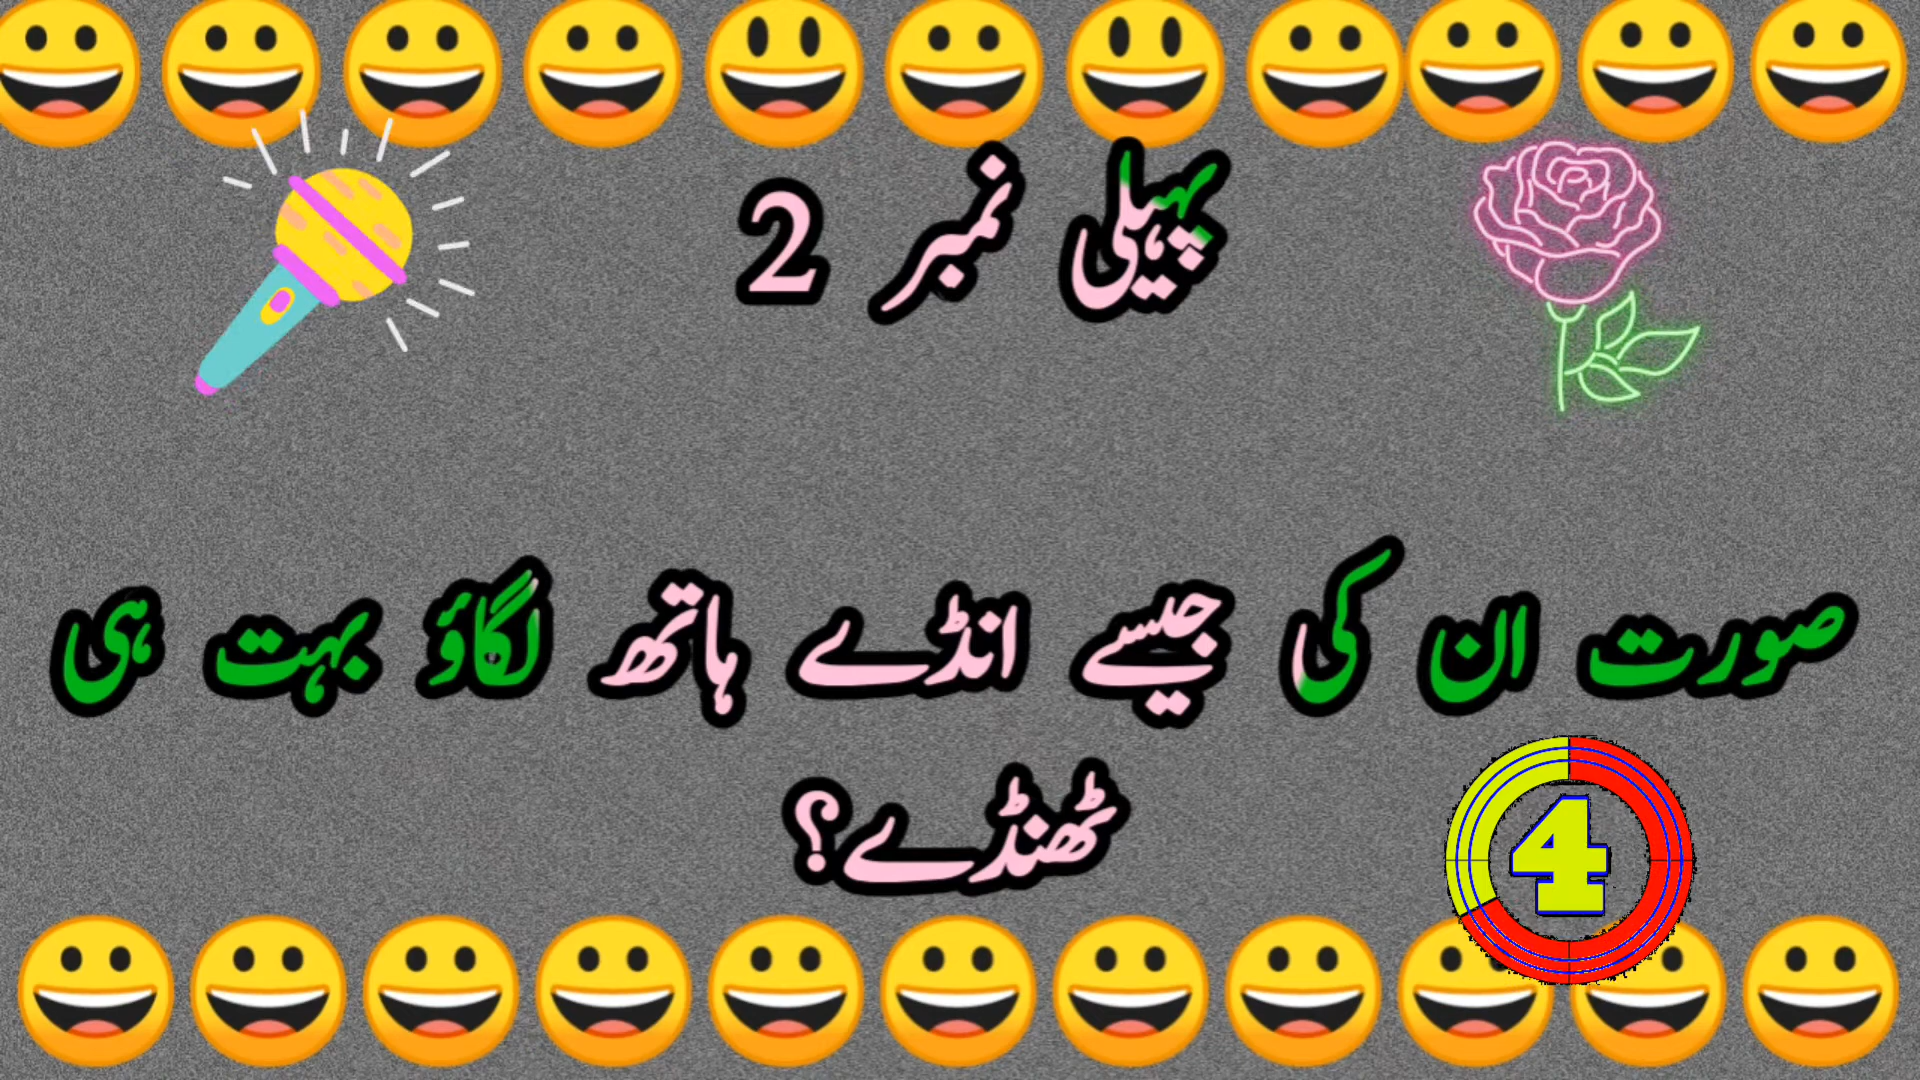 پہیلی نمبر 2
صورت ان کی جیسے انڈے ہاتھ لگاؤ بہت ہی
ٹھنڈے؟
4